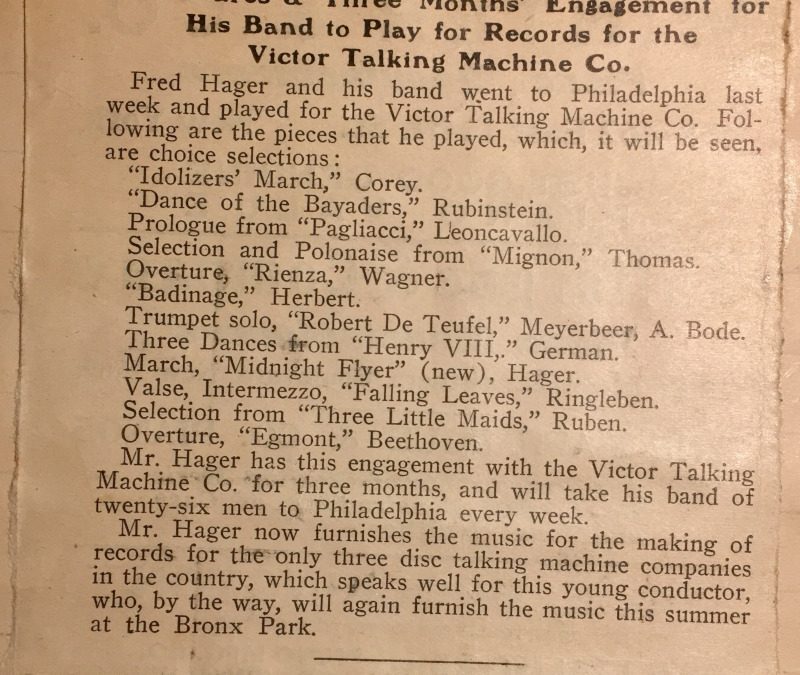 & Three Months' Engagement for
His Band to Play for Records for the
Victor Talking Machine Co.
Fred Hager and his band went to Philadelphia last
week and played for the Victor Talking Machine Co. Fol-
lowing are the pieces that he played, which, it will be seen,
are choice selections:
"Idolizers' March," Corey.
"Dance of the Bayaders," Rubinstein.
Prologue from "Pagliacci," Leoncavallo.
Selection and Polonaise from "Mignon," Thomas.
Overture, "Rienza," Wagner.
"Badinage," Herbert.
Trumpet solo, "Robert De Teufel," Meyerbeer, A. Bode.
Three Dances from "Henry VIII,." German.
March, "Midnight Flyer" (new), Hager.
Valse, Intermezzo, "Falling Leaves," Ringleben.
Selection from "Three Little Maids," Ruben.
Overture, "Egmont," Beethoven.
Mr. Hager has this engagement with the Victor Talking
Machine Co. for three months, and will take his band of
twenty-six men to Philadelphia every week.
Mr. Hager now furnishes the music for the making of
records for the only three disc talking machine companies
in the country, which speaks well for this young conductor,
who, by the way, will again furnish the music this summer
at the Bronx Park.